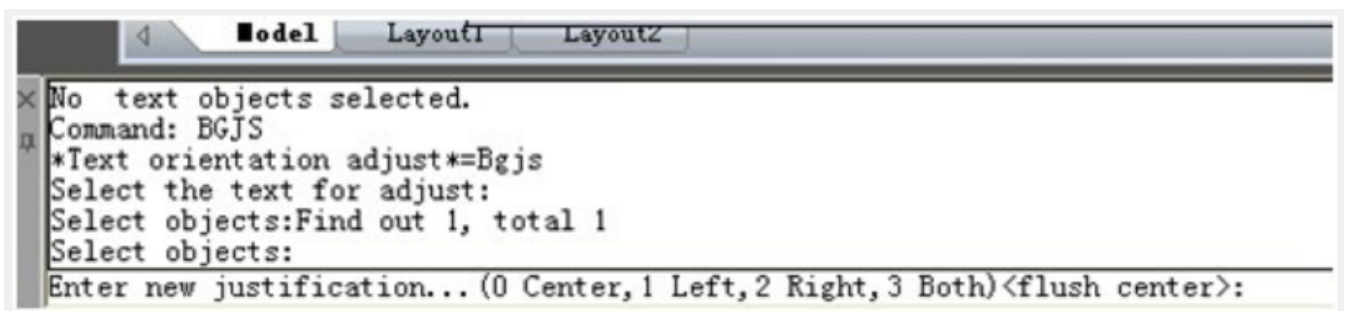 Model Layout1 Layout2
No text objects selected.
Command: BGJS
*Text orientation adjust*=Bgjs
Select the text for adjust:
Select objects:Find out 1, total 1
Select objects:
Enter new justification...(0 Center,1 Left,2 Right,3 Both)<flush center>: